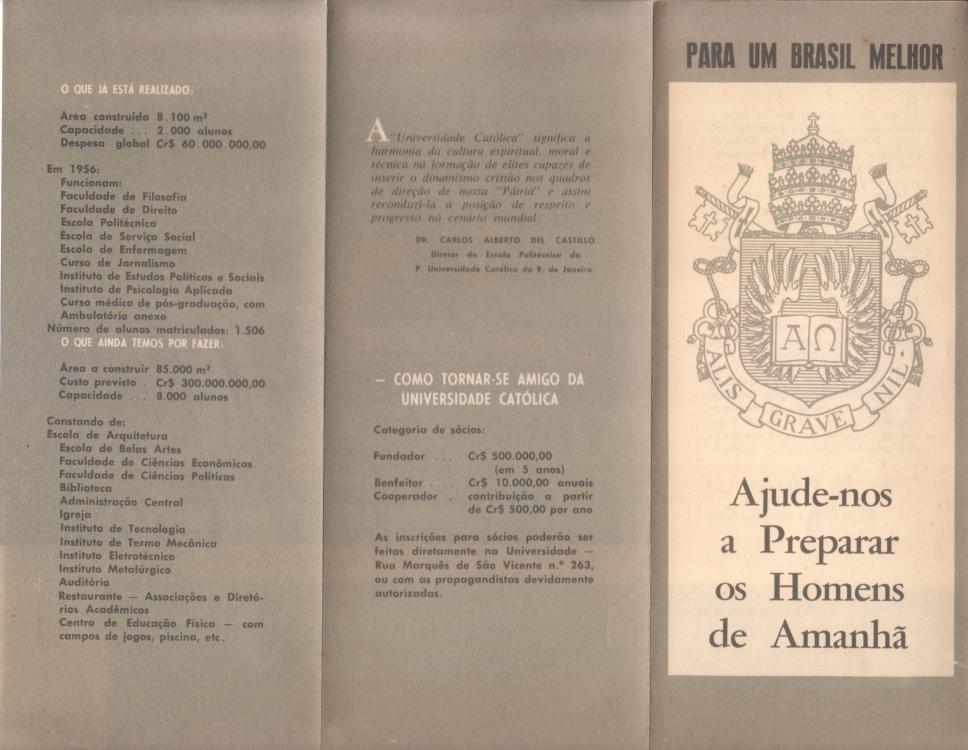 O QUE JÁ ESTÁ REALIZADO:
Área construída 8.100 m²
Capacidade ... 2.000 alunos
Despesa global Cr$ 60.000.000,00
Em 1956:
Funcionam:
Faculdade de Filosofia
Faculdade de Direito
Escola Politécnica
Escola de Serviço Social
Escola de Enfermagem
Curso de Jornalismo
Instituto de Estudos Políticos e Sociais
Instituto de Psicologia Aplicada
Curso médico de pós-graduação, com
Ambulatório anexo
Número de alunos matriculados: 1.506
O QUE AINDA TEMOS POR FAZER:
Área a construir 85.000 m²
Custo previsto . Cr$ 300.000.000,00
Capacidade ... 8.000 alunos
Constando de:
Escola de Arquitetura
Escola de Belas Artes
Faculdade de Ciências Econômicas
Faculdade de Ciências Políticas
Biblioteca
Administração Central
Igreja
Instituto de Tecnologia
Instituto de Termo Mecânica
Instituto Eletrotécnico
Instituto Metalúrgico
Auditório
Restaurante — Associações e Diretó-
rios Acadêmicos
Centro de Educação Física — com
campos de jogos, piscina, etc.
A "Universidade Católica" significa a
harmonia da cultura espiritual, moral e
técnica na formação de elites capazes de
inserir o dinamismo cristão nos quadros
de direção de nossa "Pátria" e assim
reconduzí-la a posição de respeito e
progresso no cenário mundial.
DR. CARLOS ALBERTO DEL CASTILLO
Diretor da Escola Politécnica da
P. Universidade Católica do R. de Janeiro.
— COMO TORNAR-SE AMIGO DA
UNIVERSIDADE CATÓLICA
Categoria de sócios:
Fundador ... Cr$ 500.000,00
(em 5 anos)
Benfeitor .... Cr$ 10.000,00 anuais
Cooperador . contribuição a partir
de Cr$ 500,00 por ano
As inscrições para sócios poderão ser
feitas diretamente na Universidade —
Rua Marquês de São Vicente n.º 263,
ou com as propagandistas devidamente
autorizadas.
PARA UM BRASIL MELHOR
ΑΩ
ALIS GRAVE NIL
Ajude-nos
a Preparar
os Homens
de Amanhã